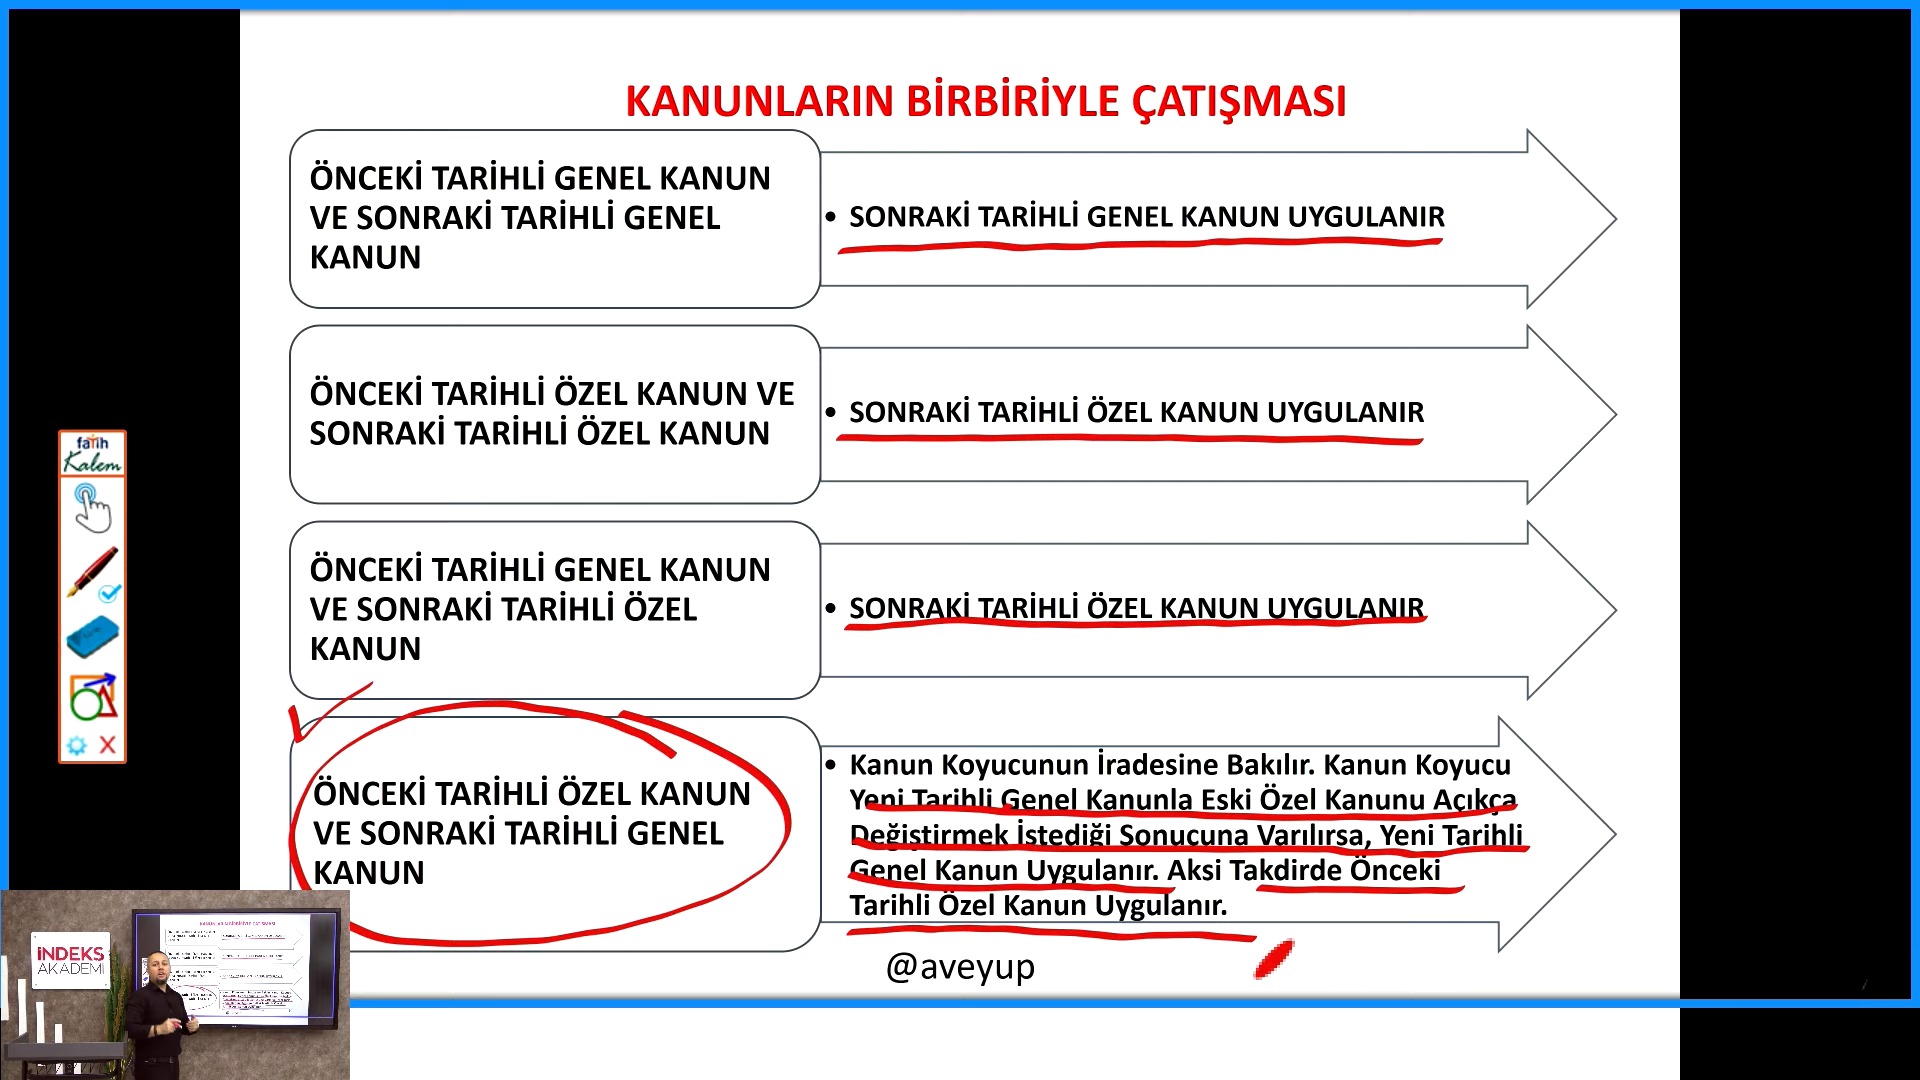 KANUNLARIN BİRBİRİYLE ÇATIŞMASI
ÖNCEKİ TARİHLİ GENEL KANUN
VE SONRAKİ TARİHLİ GENEL
KANUN
• SONRAKİ TARİHLİ GENEL KANUN UYGULANIR
ÖNCEKİ TARİHLİ ÖZEL KANUN VE
SONRAKİ TARİHLİ ÖZEL KANUN
• SONRAKİ TARİHLİ ÖZEL KANUN UYGULANIR
ÖNCEKİ TARİHLİ GENEL KANUN
VE SONRAKİ TARİHLİ ÖZEL
KANUN
• SONRAKİ TARİHLİ ÖZEL KANUN UYGULANIR
ÖNCEKİ TARİHLİ ÖZEL KANUN
VE SONRAKİ TARİHLİ GENEL
KANUN
• Kanun Koyucunun İradesine Bakılır. Kanun Koyucu
Yeni Tarihli Genel Kanunla Eski Özel Kanunu Açıkça
Değiştirmek İstediği Sonucuna Varılırsa, Yeni Tarihli
Genel Kanun Uygulanır. Aksi Takdirde Önceki
Tarihli Özel Kanun Uygulanır.
@aveyup
fatih
Kalem
İNDEKS
AKADEMİ